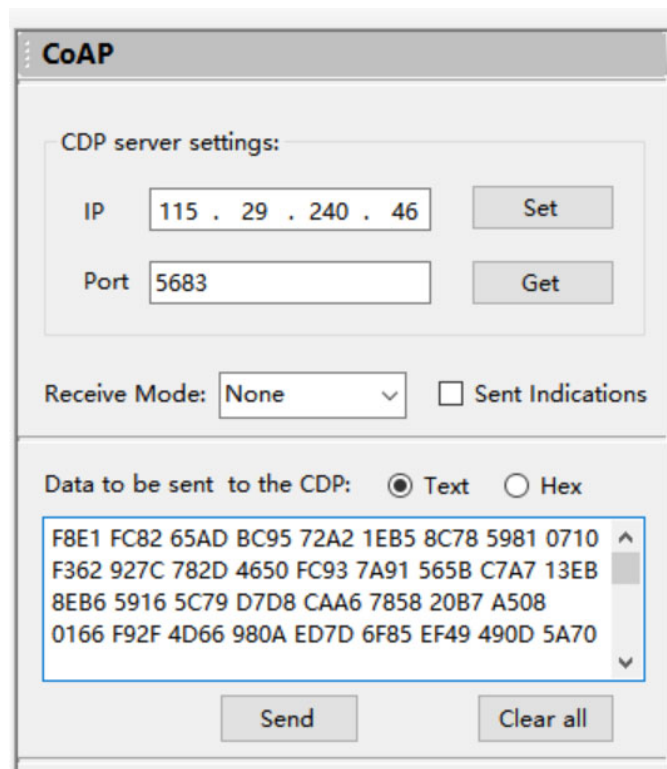 CoAP
CDP server settings:
IP 115 . 29 . 240 . 46 Set
Port 5683 Get
Receive Mode: None Sent Indications
Data to be sent to the CDP: Text Hex
F8E1 FC82 65AD BC95 72A2 1EB5 8C78 5981 0710
F362 927C 782D 4650 FC93 7A91 565B C7A7 13EB
8EB6 5916 5C79 D7D8 CAA6 7858 20B7 A508
0166 F92F 4D66 980A ED7D 6F85 EF49 490D 5A70
Send Clear all